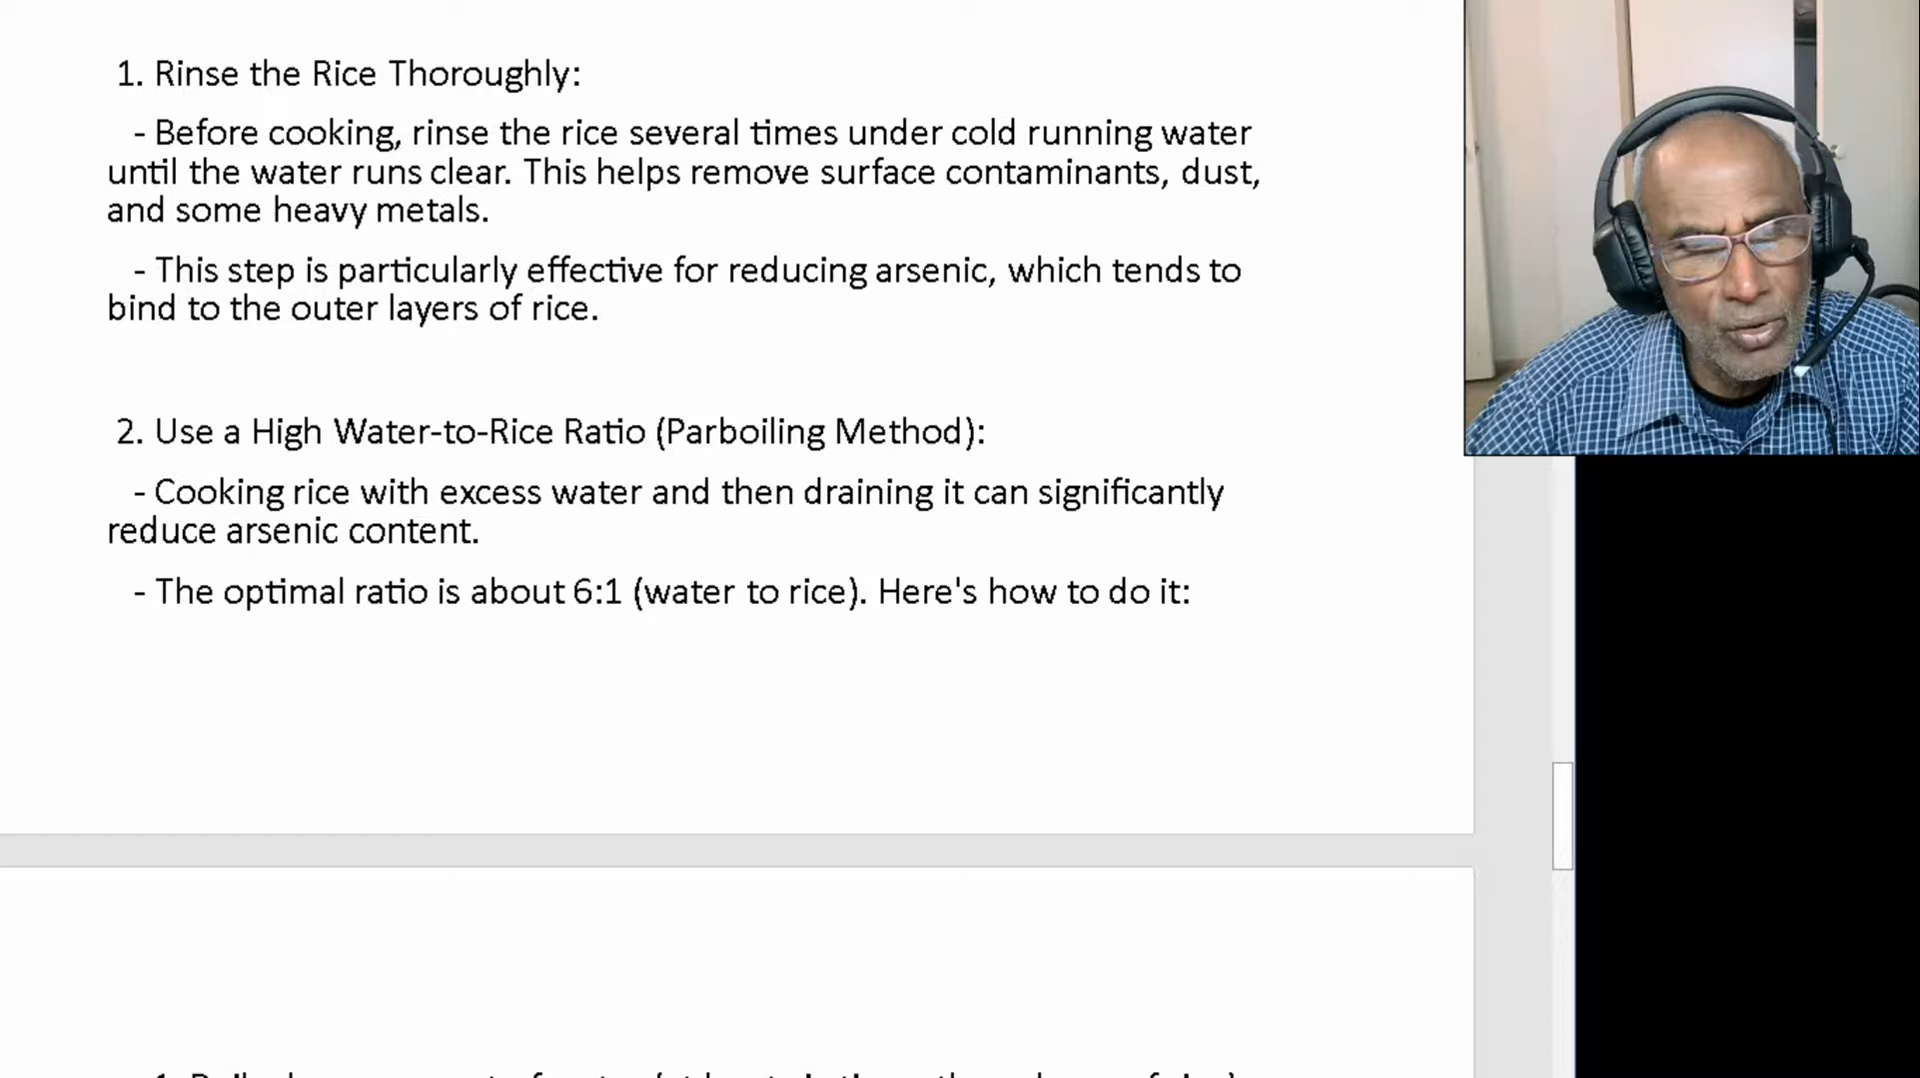 1. Rinse the Rice Thoroughly:
- Before cooking, rinse the rice several times under cold running water
until the water runs clear. This helps remove surface contaminants, dust,
and some heavy metals.
- This step is particularly effective for reducing arsenic, which tends to
bind to the outer layers of rice.
2. Use a High Water-to-Rice Ratio (Parboiling Method):
- Cooking rice with excess water and then draining it can significantly
reduce arsenic content.
- The optimal ratio is about 6:1 (water to rice). Here's how to do it: